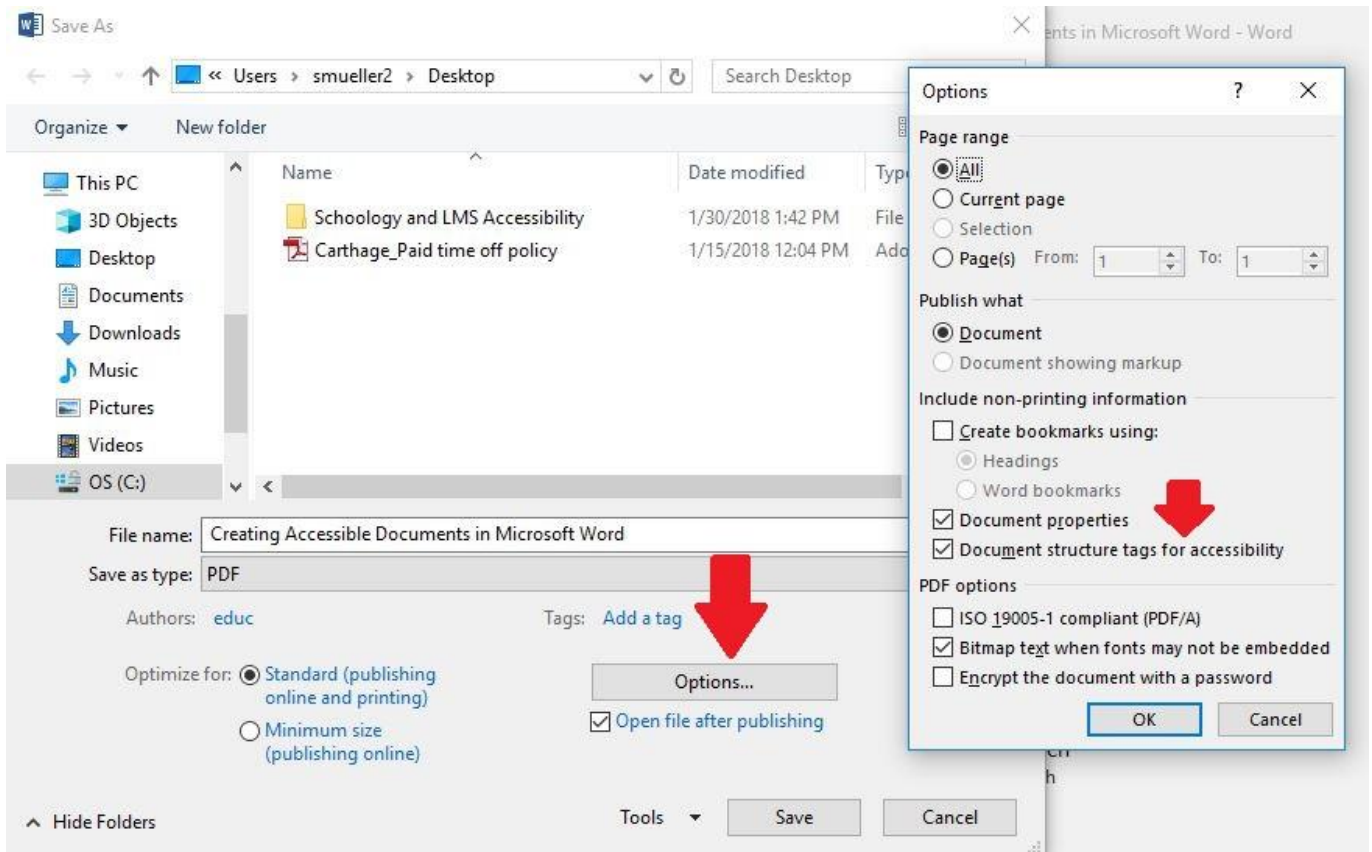 Save As
ents in Microsoft Word - Word
« Users › smueller2 › Desktop
Search Desktop
Organize
New folder
Name
Date modified
Typ
This PC
3D Objects
Desktop
Documents
Downloads
Music
Pictures
Videos
OS (C:)
Schoology and LMS Accessibility 1/30/2018 1:42 PM File
Carthage_Paid time off policy 1/15/2018 12:04 PM Ado
File name: Creating Accessible Documents in Microsoft Word
Save as type: PDF
Authors: educ
Tags: Add a tag
Optimize for: Standard (publishing
online and printing)
Minimum size
(publishing online)
Options...
Open file after publishing
Hide Folders
Tools
Save
Cancel
Options ?
Page range
All
Current page
Selection
Page(s) From: 1 To: 1
Publish what
Document
Document showing markup
Include non-printing information
Create bookmarks using:
Headings
Word bookmarks
Document properties
Document structure tags for accessibility
PDF options
ISO 19005-1 compliant (PDF/A)
Bitmap text when fonts may not be embedded
Encrypt the document with a password
OK
Cancel
h